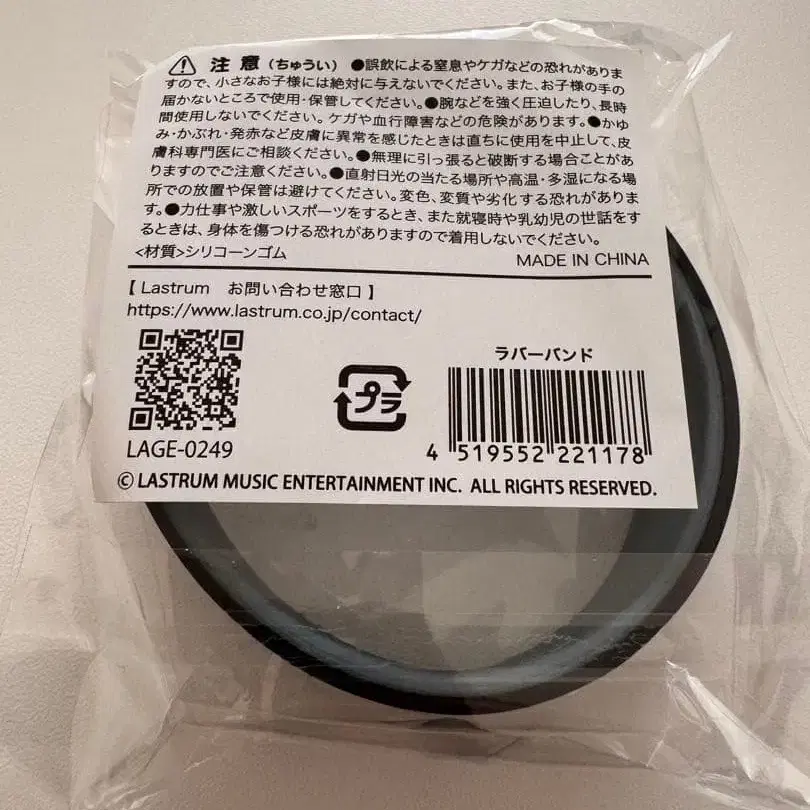 ⚠ 注意(ちゅうい) ●誤飲による窒息やケガなどの恐れがありま
すので、小さなお子様には絶対に与えないでください。また、お子様の手の
届かないところで使用・保管してください。●腕などを強く圧迫したり、長時
間使用しないでください。ケガや血行障害などの危険があります。●かゆ
み・かぶれ・発赤など皮膚に異常を感じたときは直ちに使用を中止して、皮
膚科専門医にご相談ください。●無理に引っ張ると破断する場合があり
ますのでご注意ください。●直射日光の当たる場所や高温・多湿になる場
所での放置や保管は避けてください。変色、変質や劣化する恐れがありま
す。●力仕事や激しいスポーツをするとき、また就寝時や乳幼児の世話をす
るときは、身体を傷つける恐れがありますので着用しないでください。
<材質>シリコーンゴム
MADE IN CHINA
【 Lastrum お問い合わせ窓口 】
https://www.lastrum.co.jp/contact/
プラ
ラバーバンド
4 519552 221178
LAGE-0249
© LASTRUM MUSIC ENTERTAINMENT INC. ALL RIGHTS RESERVED.